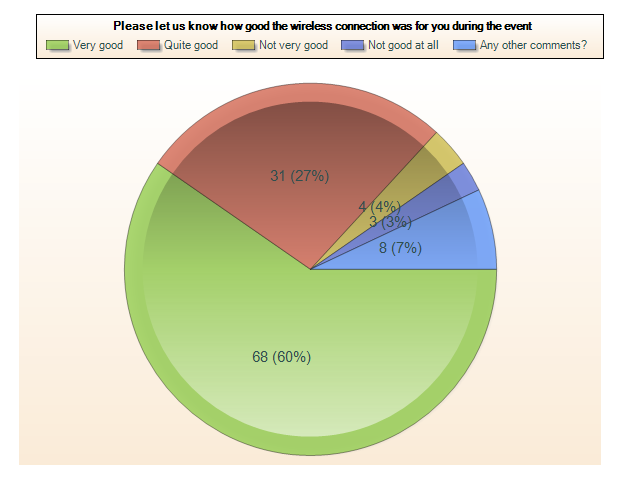 Please let us know how good the wireless connection was for you during the event
Very good Quite good Not very good Not good at all Any other comments?
31 (27%)
4 (4%)
3 (3%)
8 (7%)
68 (60%)